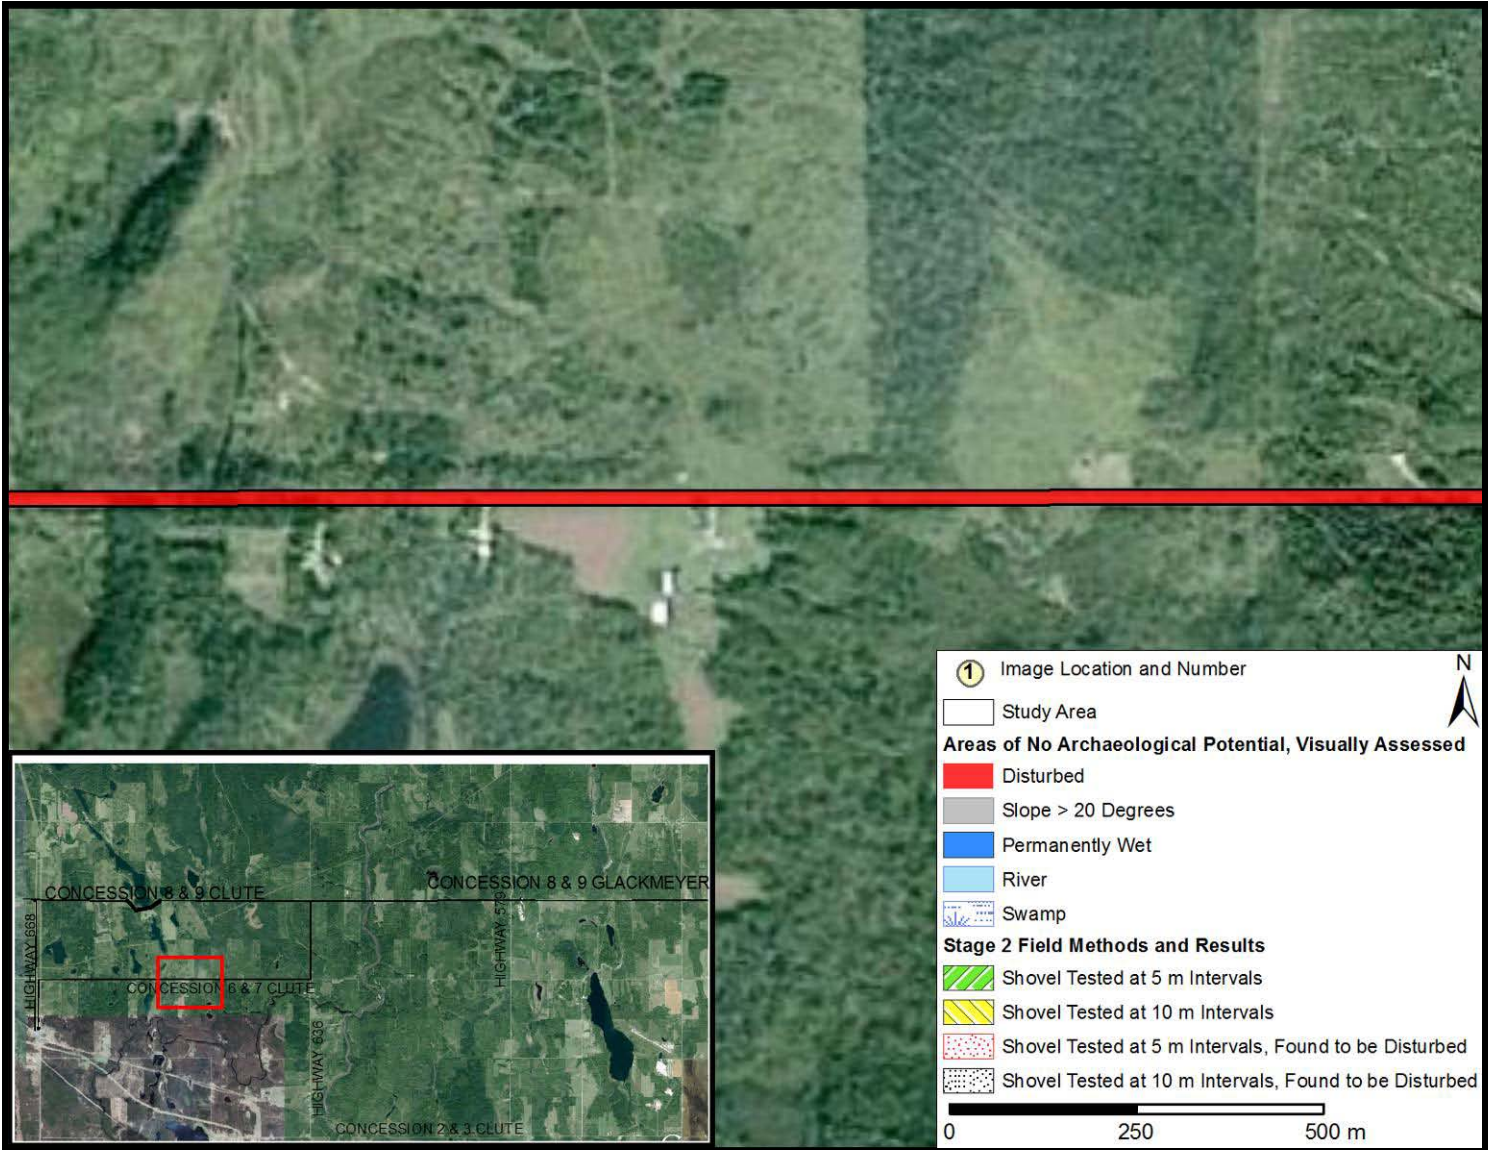 1 Image Location and Number
N
Study Area
Areas of No Archaeological Potential, Visually Assessed
Disturbed
Slope > 20 Degrees
Permanently Wet
River
Swamp
Stage 2 Field Methods and Results
Shovel Tested at 5 m Intervals
Shovel Tested at 10 m Intervals
Shovel Tested at 5 m Intervals, Found to be Disturbed
Shovel Tested at 10 m Intervals, Found to be Disturbed
0 250 500 m
CONCESSION 8 & 9 CLUTE
CONCESSION 8 & 9 GLACKMEYER
HIGHWAY 668
HIGHWAY 579
CONCESSION 6 & 7 CLUTE
HIGHWAY 636
CONCESSION 2 & 3 CLUTE